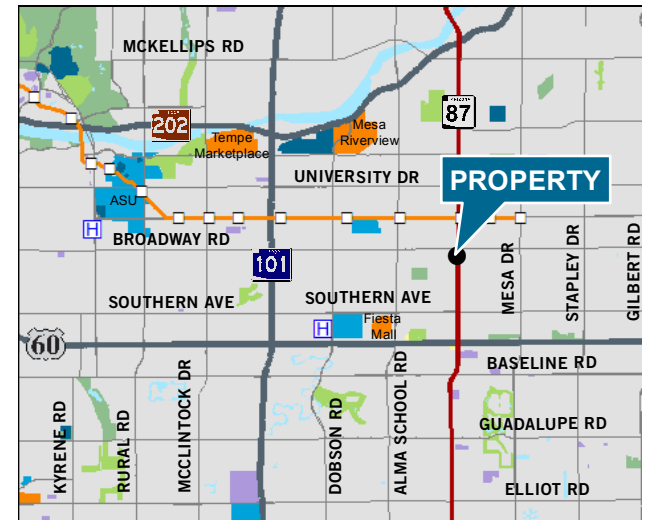 MCKELLIPS RD
87
202
Tempe
Marketplace
Mesa
Riverview
UNIVERSITY DR
PROPERTY
ASU
H
BROADWAY RD
101
SOUTHERN AVE
SOUTHERN AVE
MESA DR
STAPLEY DR
GILBERT RD
H
Fiesta
Mall
60
BASELINE RD
KYRENE RD
RURAL RD
MCCLINTOCK DR
DOBSON RD
ALMA SCHOOL RD
GUADALUPE RD
ELLIOT RD